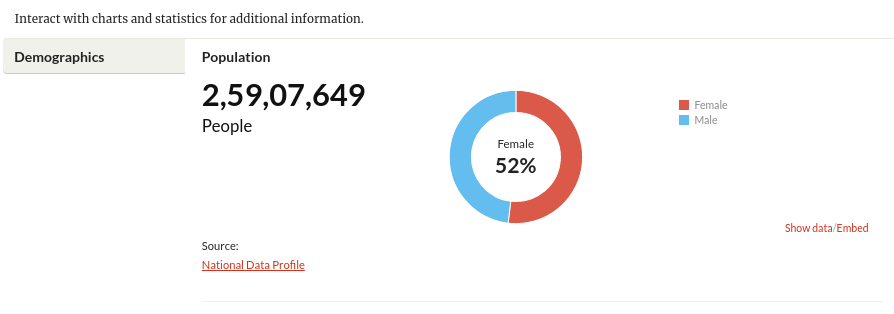 Interact with charts and statistics for additional information.
Demographics
Population
2,59,07,649
People
Female
52%
Female
Male
Show data/Embed
Source:
National Data Profile